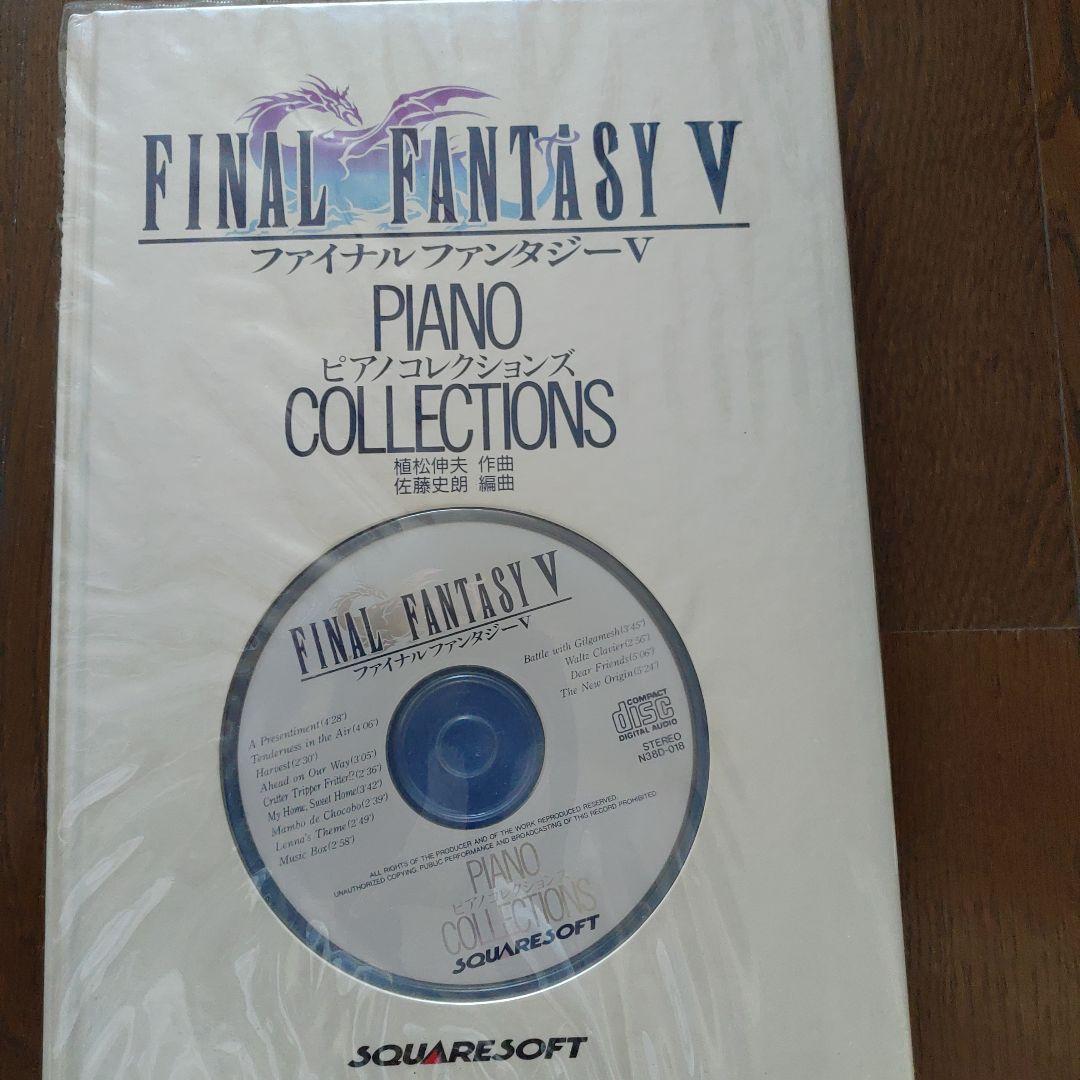 FINAL FANTASY V
ファイナルファンタジーV
PIANO
ピアノコレクションズ
COLLECTIONS
植松伸夫 作曲
佐藤史朗 編曲
FINAL FANTASY V
ファイナルファンタジーV
Battle with Gilgamesh(3'45")
Waltz Clavier(2'56")
Dear Friends(5'06")
The New Origin(5'24")
A Presentiment(4'28")
Tenderness in the Air(4'06")
Harvest(2'30")
Ahead on Our Way(3'05")
Critter Tripper Fritter!?(2'36")
My Home, Sweet Home(3'42")
Mambo de Chocobo(2'39")
Lenna's Theme(2'49")
Music Box(2'58")
COMPACT
disc
DIGITAL AUDIO
STEREO
N38D-018
ALL RIGHTS OF THE PRODUCER AND OF THE WORK REPRODUCED RESERVED.
UNAUTHORIZED COPYING, PUBLIC PERFORMANCE AND BROADCASTING OF THIS RECORD PROHIBITED.
PIANO
ピアノコレクションズ
COLLECTIONS
SQUARESOFT
SQUARESOFT